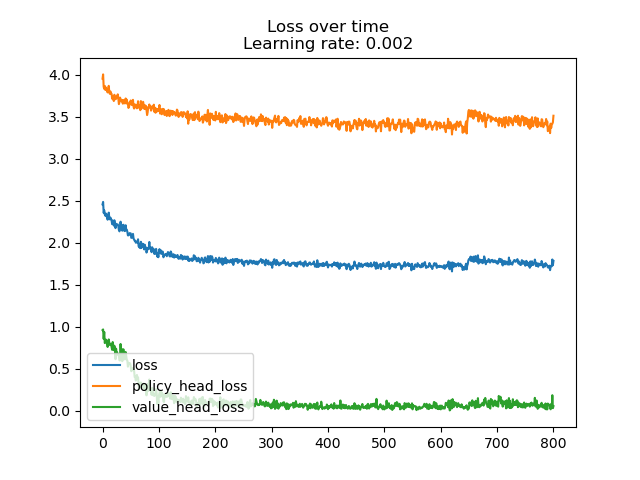 Loss over time
Learning rate: 0.002
4.0
3.5
3.0
2.5
2.0
1.5
1.0
0.5
0.0
loss
policy_head_loss
value_head_loss
0 100 200 300 400 500 600 700 800